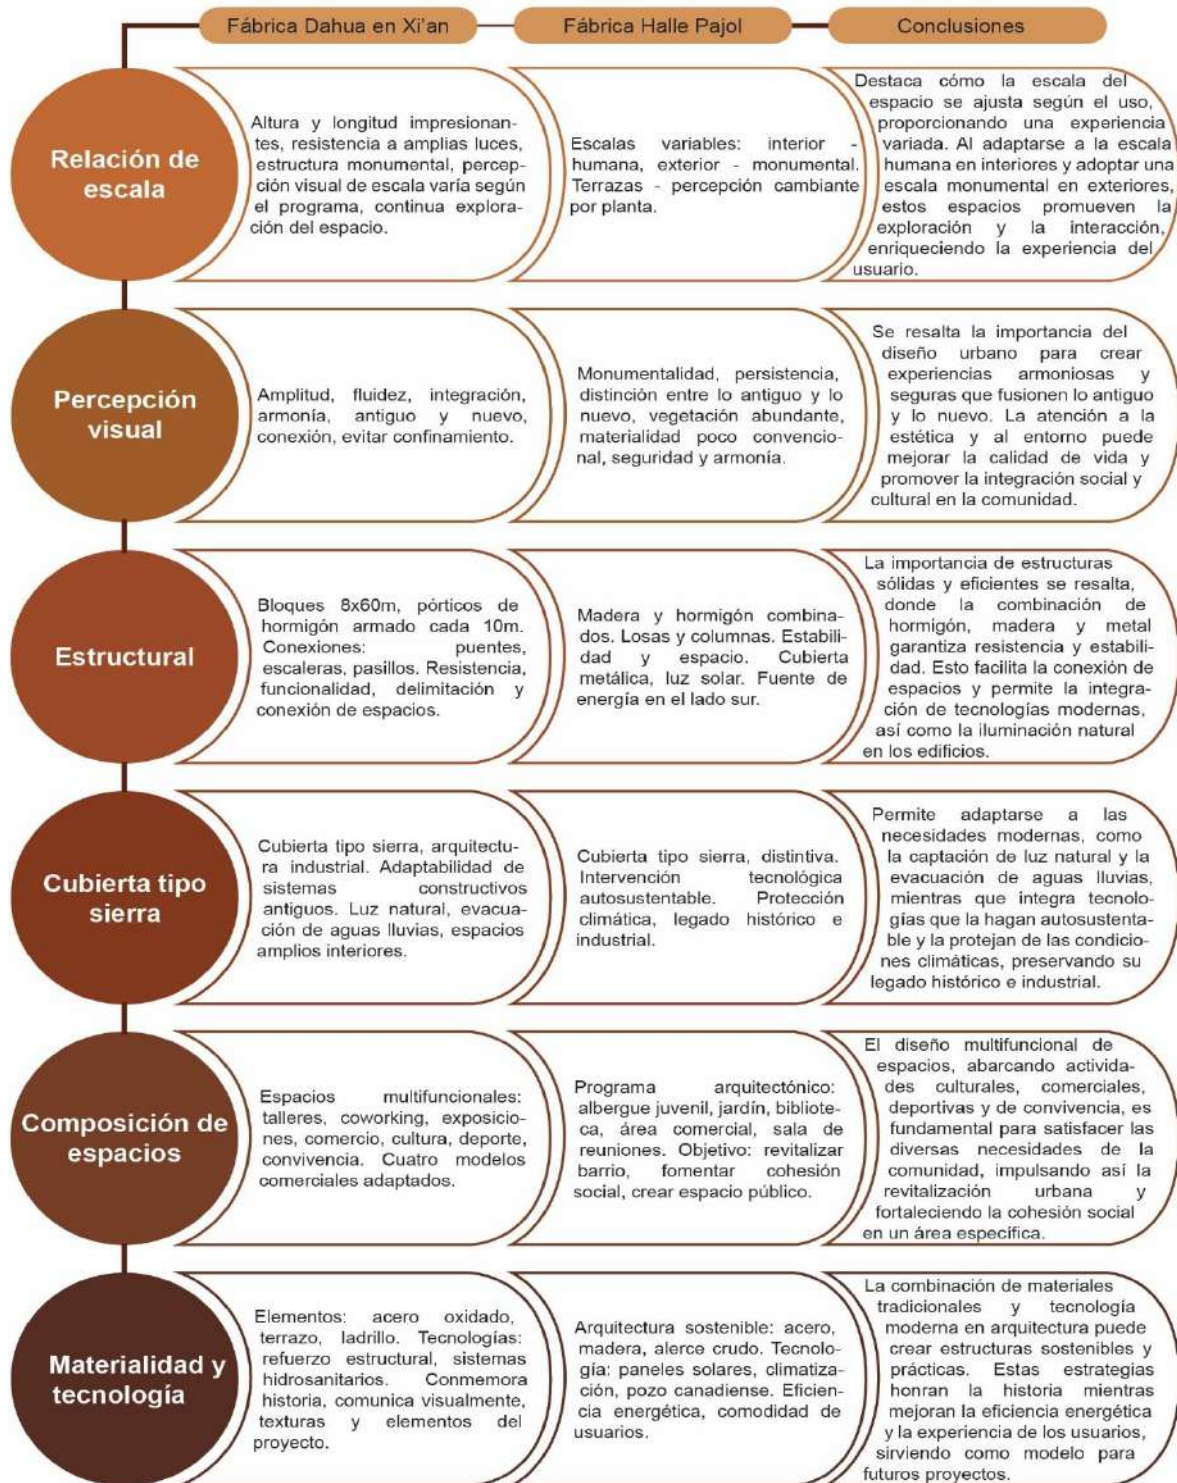 Fábrica Dahua en Xi'an
Fábrica Halle Pajol
Conclusiones
Relación de
escala
Altura y longitud impresionan-
tes, resistencia a amplias luces,
estructura monumental, percep-
ción visual de escala varía según
el programa, continua explora-
ción del espacio.
Escalas variables: interior -
humana, exterior - monumental.
Terrazas - percepción cambiante
por planta.
Destaca cómo la escala del
espacio se ajusta según el uso,
proporcionando una experiencia
variada. Al adaptarse a la escala
humana en interiores y adoptar una
escala monumental en exteriores,
estos espacios promueven la
exploración y la interacción,
enriqueciendo la experiencia del
usuario.
Percepción
visual
Amplitud, fluidez, integración,
armonía, antiguo y nuevo,
conexión, evitar confinamiento.
Monumentalidad, persistencia,
distinción entre lo antiguo y lo
nuevo, vegetación abundante,
materialidad poco convencio-
nal, seguridad y armonía.
Se resalta la importancia del
diseño urbano para crear
experiencias armoniosas y
seguras que fusionen lo antiguo
y lo nuevo. La atención a la
estética y al entorno puede
mejorar la calidad de vida y
promover la integración social y
cultural en la comunidad.
Estructural
Bloques 8x60m, pórticos de
hormigón armado cada 10m.
Conexiones: puentes,
escaleras, pasillos. Resistencia,
funcionalidad, delimitación y
conexión de espacios.
Madera y hormigón combina-
dos. Losas y columnas. Estabili-
dad y espacio. Cubierta
metálica, luz solar. Fuente de
energía en el lado sur.
La importancia de estructuras
sólidas y eficientes se resalta,
donde la combinación de
hormigón, madera y metal
garantiza resistencia y estabili-
dad. Esto facilita la conexión de
espacios y permite la integra-
ción de tecnologías modernas,
así como la iluminación natural
en los edificios.
Cubierta tipo
sierra
Cubierta tipo sierra, arquitectu-
ra industrial. Adaptabilidad de
sistemas constructivos
antiguos. Luz natural, evacua-
ción de aguas lluvias, espacios
amplios interiores.
Cubierta tipo sierra, distintiva.
Intervención tecnológica
autosustentable. Protección
climática, legado histórico e
industrial.
Permite adaptarse a las
necesidades modernas, como
la captación de luz natural y la
evacuación de aguas lluvias,
mientras que integra tecnolo-
gías que la hagan autosustenta-
ble y la protejan de las condicio-
nes climáticas, preservando su
legado histórico e industrial.
Composición de
espacios
Espacios multifuncionales:
talleres, coworking, exposicio-
nes, comercio, cultura, deporte,
convivencia. Cuatro modelos
comerciales adaptados.
Programa arquitectónico:
albergue juvenil, jardín, bibliote-
ca, área comercial, sala de
reuniones. Objetivo: revitalizar
barrio, fomentar cohesión
social, crear espacio público.
El diseño multifuncional de
espacios, abarcando activida-
des culturales, comerciales,
deportivas y de convivencia, es
fundamental para satisfacer las
diversas necesidades de la
comunidad, impulsando así la
revitalización urbana y
fortaleciendo la cohesión social
en un área específica.
Materialidad y
tecnología
Elementos: acero oxidado,
terrazo, ladrillo. Tecnologías:
refuerzo estructural, sistemas
hidrosanitarios. Conmemora
historia, comunica visualmente,
texturas y elementos del
proyecto.
Arquitectura sostenible: acero,
madera, alerce crudo. Tecno-
logía: paneles solares, climatiza-
ción, pozo canadiense. Eficien-
cia energética, comodidad de
usuarios.
La combinación de materiales
tradicionales y tecnología
moderna en arquitectura puede
crear estructuras sostenibles y
prácticas. Estas estrategias
honran la historia mientras
mejoran la eficiencia energética
y la experiencia de los usuarios,
sirviendo como modelo para
futuros proyectos.